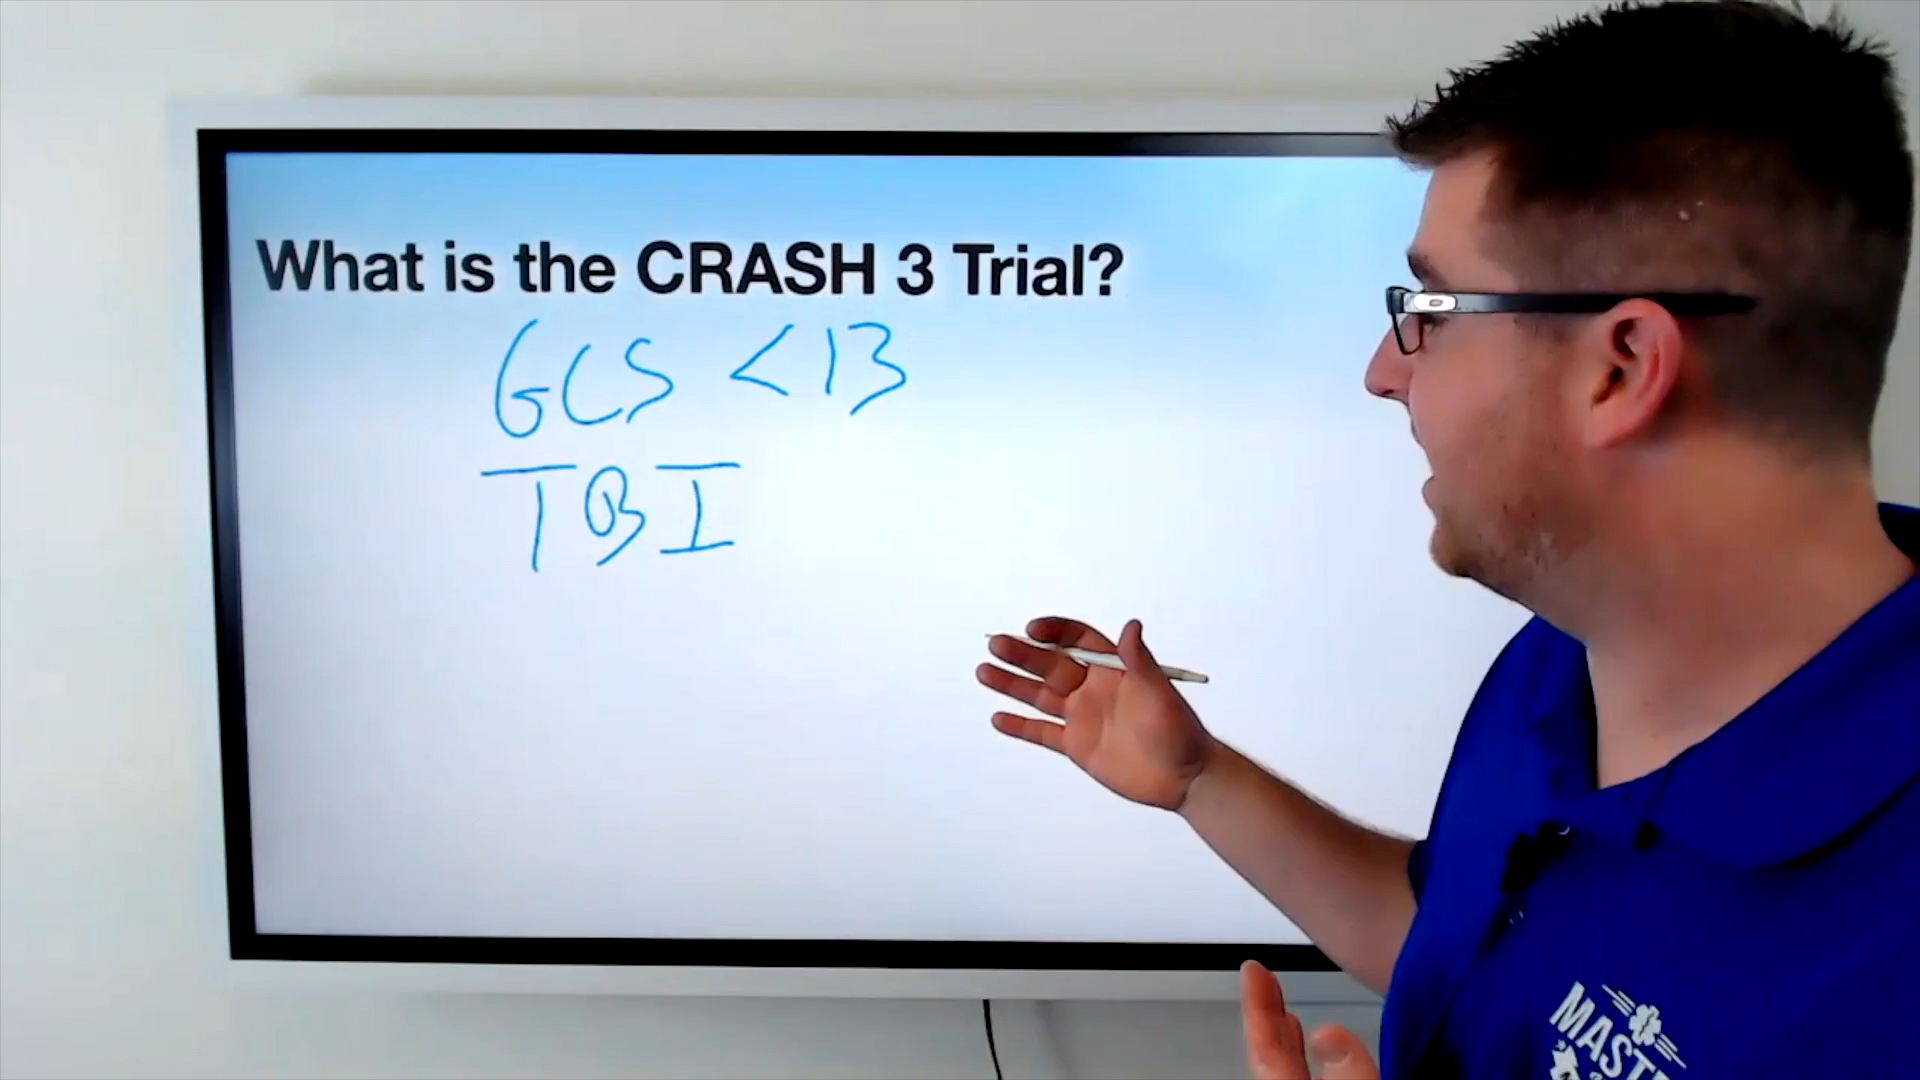 What is the CRASH 3 Trial?
GCS <13
TBI